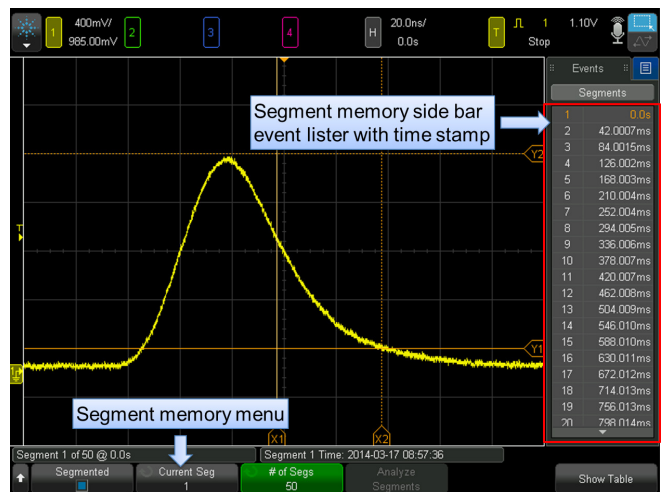 1
400mV/
985.00mV
2
3
4
H
20.0ns/
0.0s
T
1
Stop
1.10V
Events
Segments
1 0.0s
2 42.0007ms
3 84.0015ms
4 126.002ms
5 168.003ms
6 210.004ms
7 252.004ms
8 294.005ms
9 336.006ms
10 378.007ms
11 420.007ms
12 462.008ms
13 504.009ms
14 546.010ms
15 588.010ms
16 630.011ms
17 672.012ms
18 714.013ms
19 756.013ms
20 798.014ms
Segment memory side bar
event lister with time stamp
Y2
T
Y1
1
Segment memory menu
X1
X2
Segment 1 of 50 @ 0.0s
Segment 1 Time: 2014-03-17 08:57:36
Segmented
Current Seg
1
# of Segs
50
Analyze
Segments
Show Table